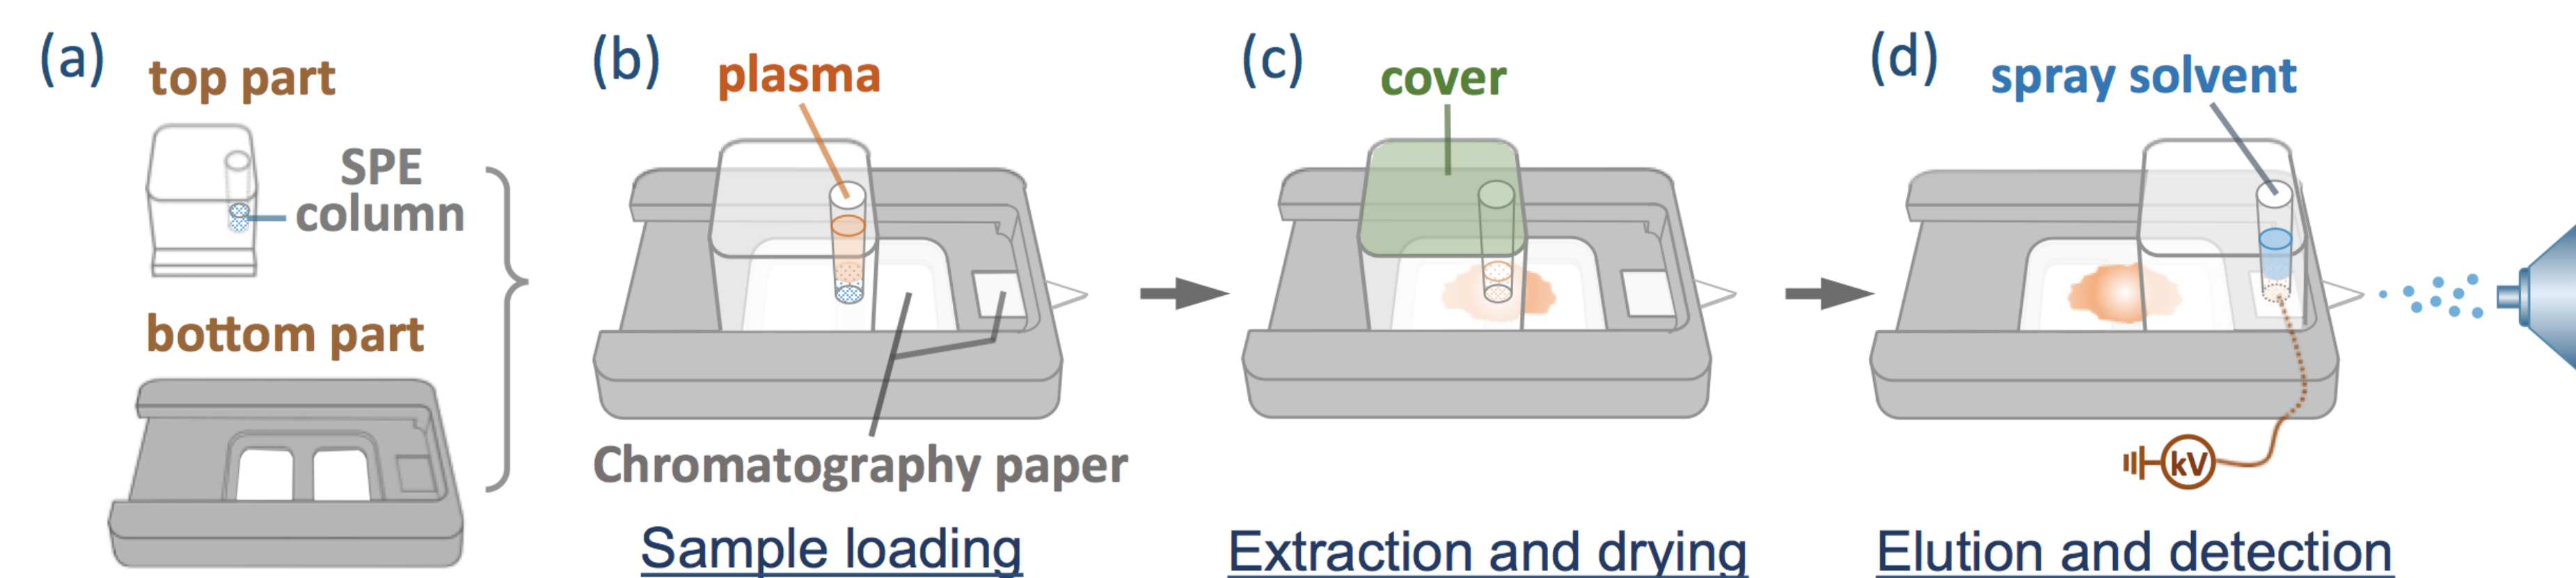 (a)
top part
SPE
column
bottom part
(b)
plasma
Chromatography paper
Sample loading
(c)
cover
Extraction and drying
(d)
spray solvent
kV
Elution and detection